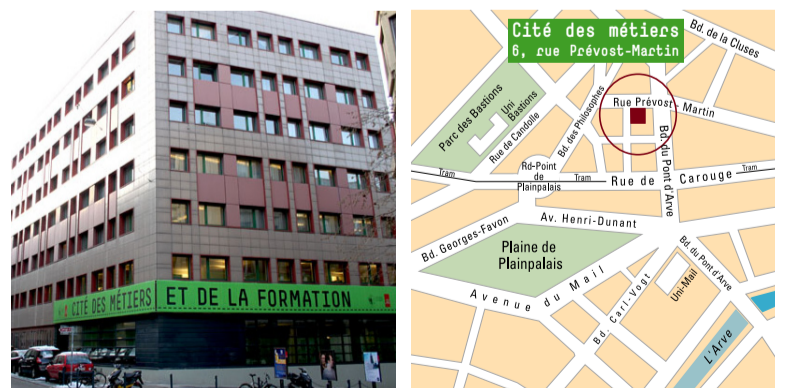 CITÉ DES MÉTIERS
ET DE LA FORMATION
Cité des métiers
6, rue Prévost-Martin
Bd. de la Cluses
Parc des Bastions
Uni
Bastions
Rue de Candolle
Bd. des Philosophes
Rue Prévost - Martin
Bd. du Pont d'Arve
Rd-Point
de
Plainpalais
Tram
Tram
Rue de Carouge
Tram
Bd. Georges-Favon
Av. Henri-Dunant
Plaine de
Plainpalais
Avenue du Mail
Bd. Carl-Vogt
Uni-Mail
Bd. du Pont d'Arve
L'Arve